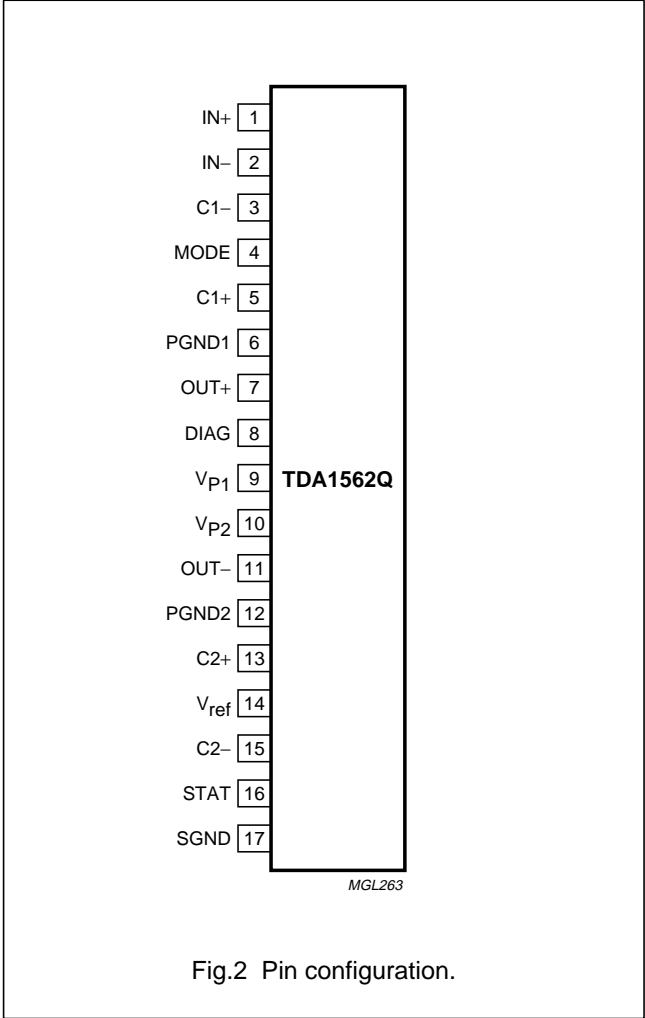 IN+ 1
IN− 2
C1− 3
MODE 4
C1+ 5
PGND1 6
OUT+ 7
DIAG 8
VP1 9 TDA1562Q
VP2 10
OUT− 11
PGND2 12
C2+ 13
Vref 14
C2− 15
STAT 16
SGND 17
MGL263
Fig.2 Pin configuration.